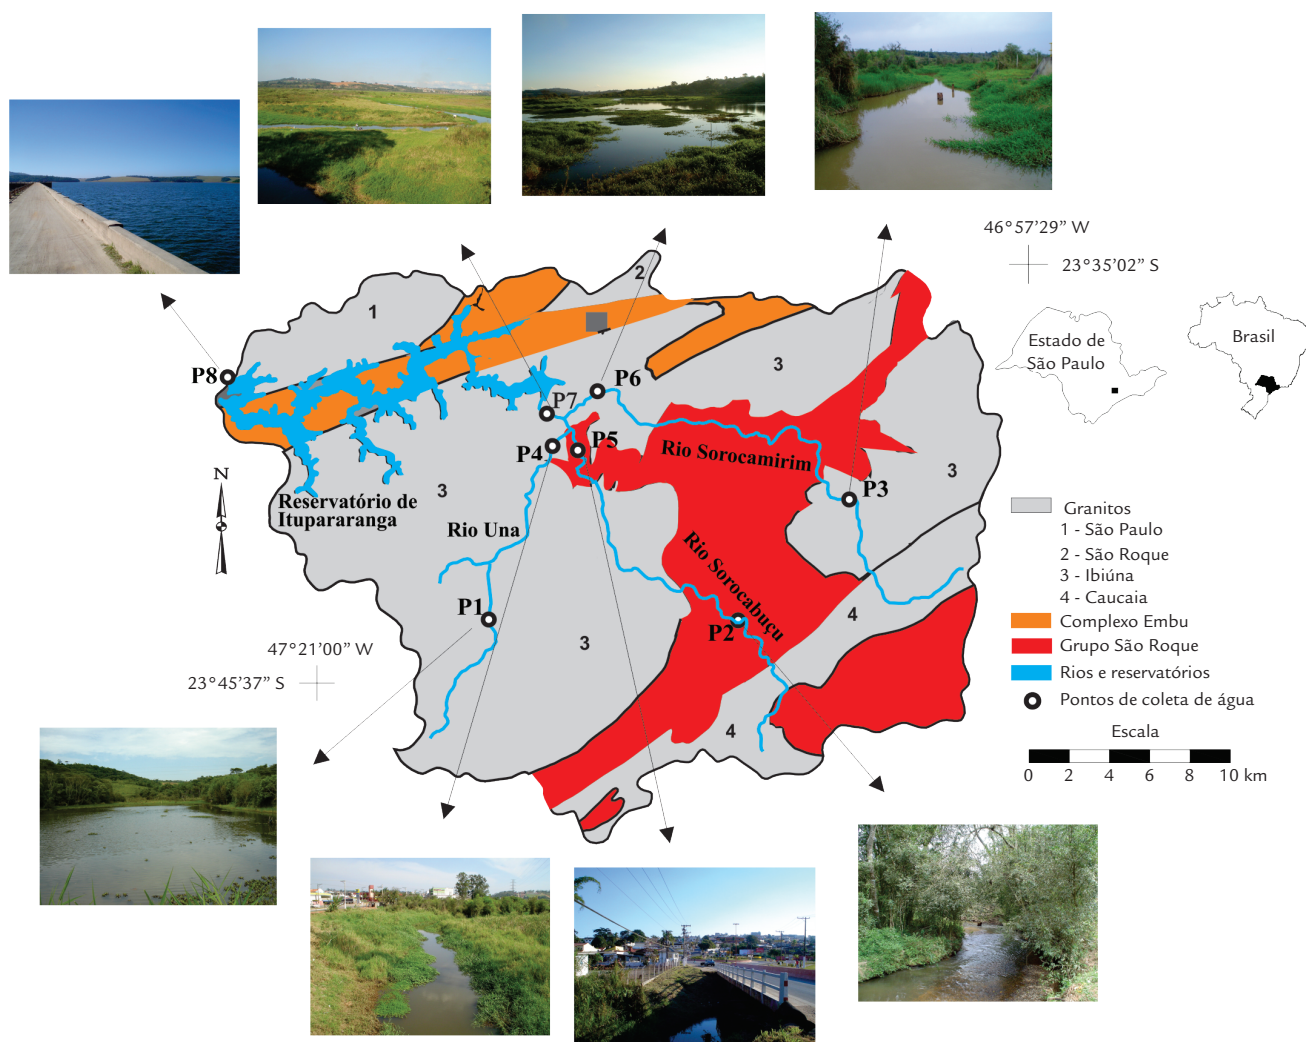 46°57'29” W
23°35'02” S
Estado de
São Paulo
Brasil
2
1
3
P8
P6
P7
P4
P5
Rio Sorocamirim
3
P3
3
Reservatório de
Itupararanga
Rio Una
N
Rio Sorocabuçu
P1
P2
4
3
4
47°21'00” W
23°45'37” S
Granitos
1 - São Paulo
2 - São Roque
3 - Ibiúna
4 - Caucaia
Complexo Embu
Grupo São Roque
Rios e reservatórios
Pontos de coleta de água
Escala
0 2 4 6 8 10 km